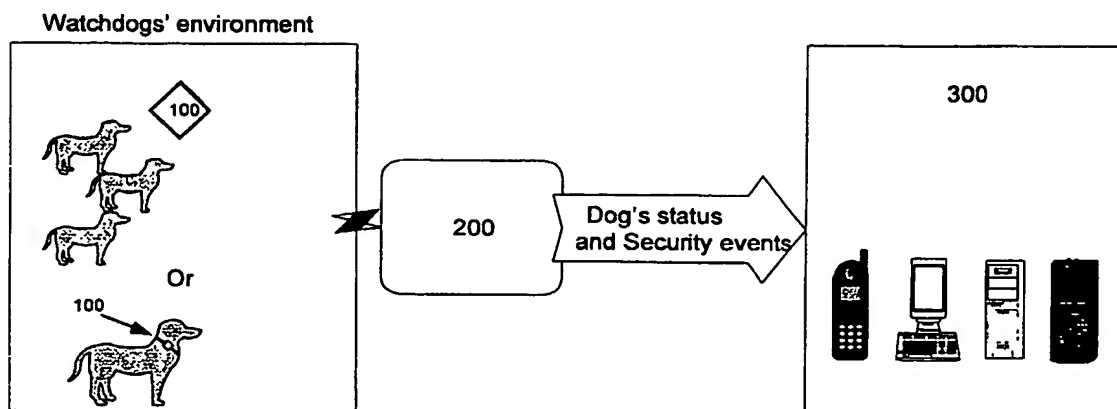 Watchdogs' environment
100
Or
100
200
Dog's status
and Security events
300